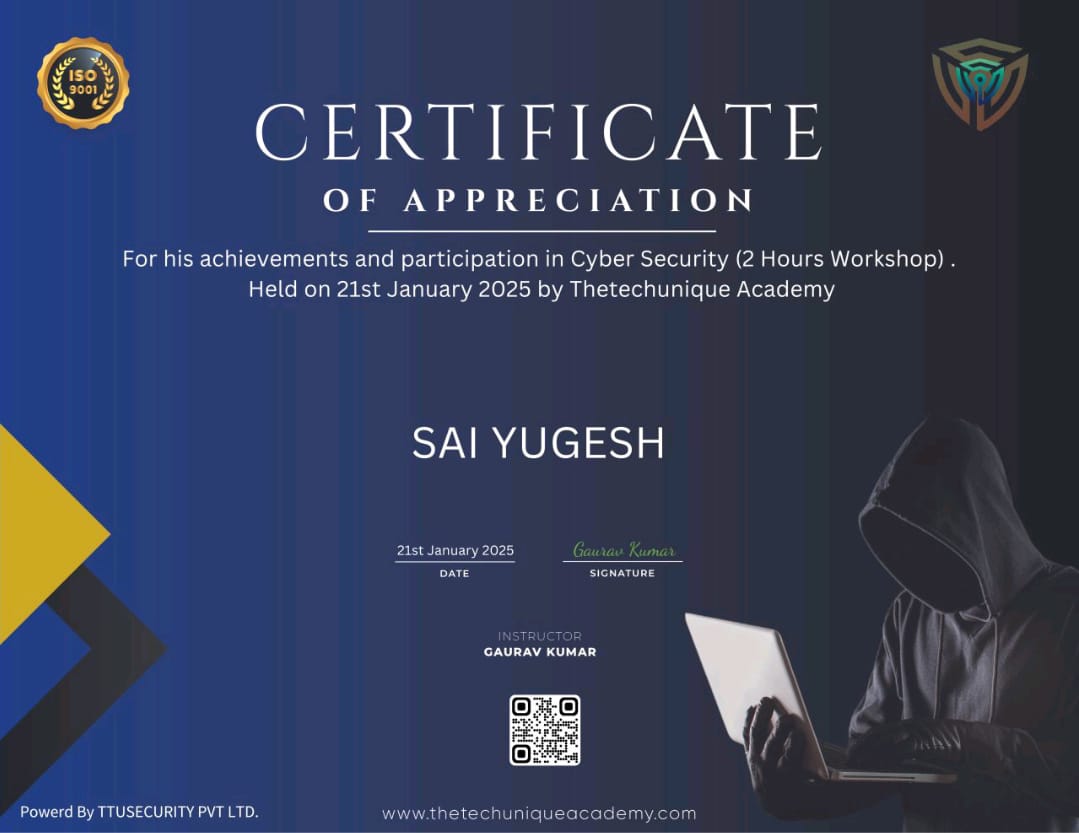 ISO
9001
CERTIFICATE
OF APPRECIATION
For his achievements and participation in Cyber Security (2 Hours Workshop) .
Held on 21st January 2025 by Thetechunique Academy
SAI YUGESH
21st January 2025
DATE
Gaurav Kumar
SIGNATURE
INSTRUCTOR
GAURAV KUMAR
Powerd By TTUSECURITY PVT LTD.
www.thetechuniqueacademy.com